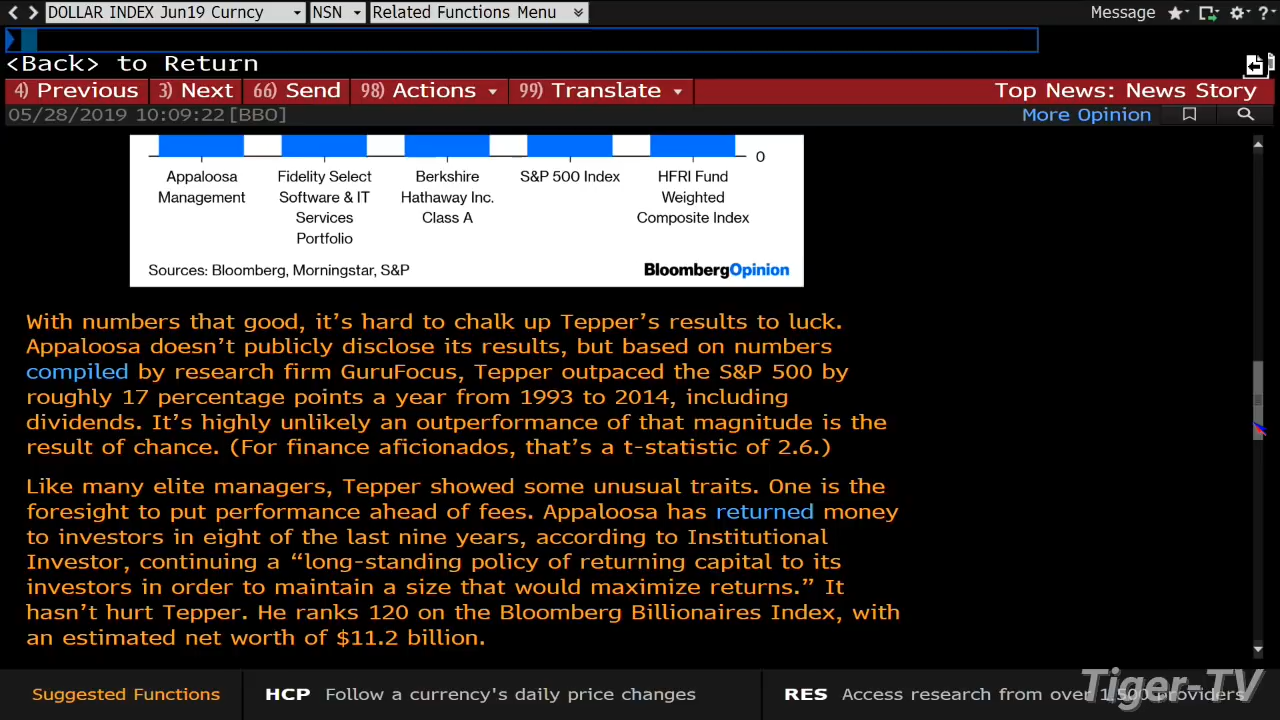 DOLLAR INDEX Jun19 Curncy NSN Related Functions Menu Message ?
<Back> to Return
4) Previous 3) Next 66) Send 98) Actions 99) Translate Top News: News Story
05/28/2019 10:09:22[BBO] More Opinion
0
Appaloosa Management
Fidelity Select Software & IT Services Portfolio
Berkshire Hathaway Inc. Class A
S&P 500 Index
HFRI Fund Weighted Composite Index
Sources: Bloomberg, Morningstar, S&P BloombergOpinion
With numbers that good, it's hard to chalk up Tepper's results to luck.
Appaloosa doesn't publicly disclose its results, but based on numbers
compiled by research firm GuruFocus, Tepper outpaced the S&P 500 by
roughly 17 percentage points a year from 1993 to 2014, including
dividends. It's highly unlikely an outperformance of that magnitude is the
result of chance. (For finance aficionados, that's a t-statistic of 2.6.)
Like many elite managers, Tepper showed some unusual traits. One is the
foresight to put performance ahead of fees. Appaloosa has returned money
to investors in eight of the last nine years, according to Institutional
Investor, continuing a “long-standing policy of returning capital to its
investors in order to maintain a size that would maximize returns.” It
hasn't hurt Tepper. He ranks 120 on the Bloomberg Billionaires Index, with
an estimated net worth of $11.2 billion.
Suggested Functions HCP Follow a currency's daily price changes RES Access research from over 1,500 providers
Tiger-TV